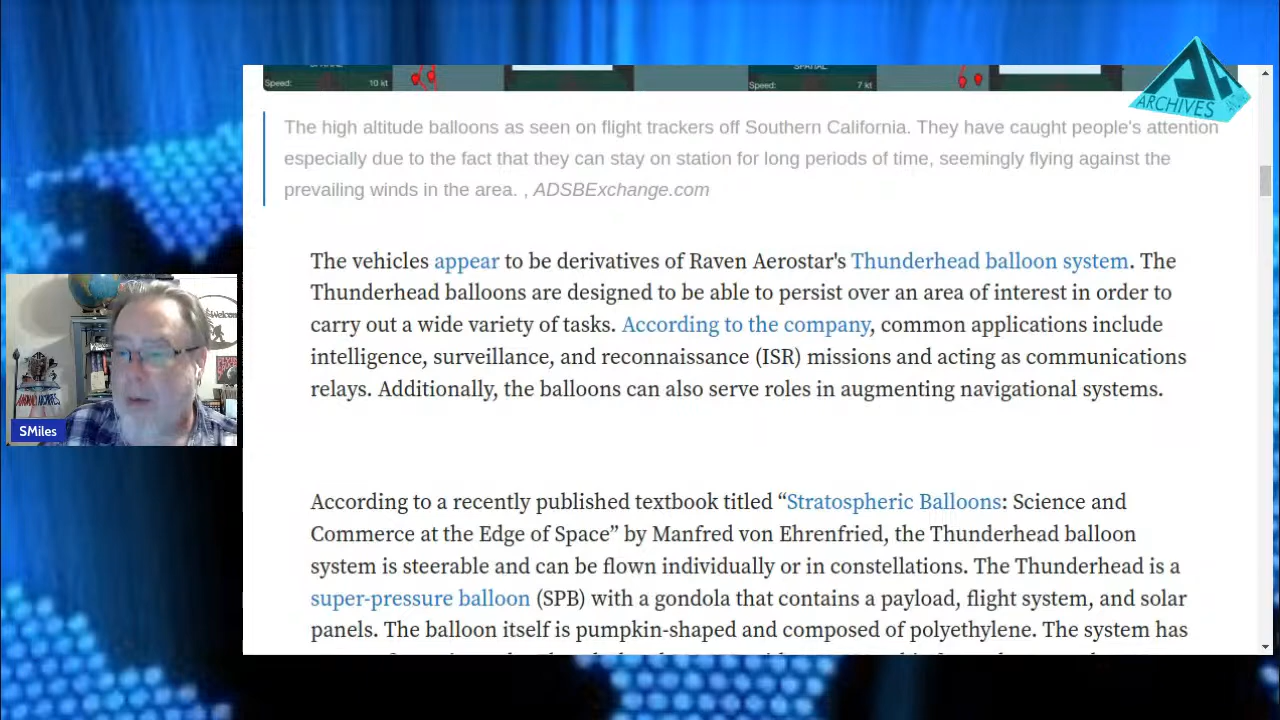 Speed:
10 kt
Speed:
7 kt
ARCHIVES
The high altitude balloons as seen on flight trackers off Southern California. They have caught people's attention
especially due to the fact that they can stay on station for long periods of time, seemingly flying against the
prevailing winds in the area. , ADSBExchange.com
The vehicles appear to be derivatives of Raven Aerostar's Thunderhead balloon system. The
Thunderhead balloons are designed to be able to persist over an area of interest in order to
carry out a wide variety of tasks. According to the company, common applications include
intelligence, surveillance, and reconnaissance (ISR) missions and acting as communications
relays. Additionally, the balloons can also serve roles in augmenting navigational systems.
Welcome
SMiles
According to a recently published textbook titled “Stratospheric Balloons: Science and
Commerce at the Edge of Space” by Manfred von Ehrenfried, the Thunderhead balloon
system is steerable and can be flown individually or in constellations. The Thunderhead is a
super-pressure balloon (SPB) with a gondola that contains a payload, flight system, and solar
panels. The balloon itself is pumpkin-shaped and composed of polyethylene. The system has